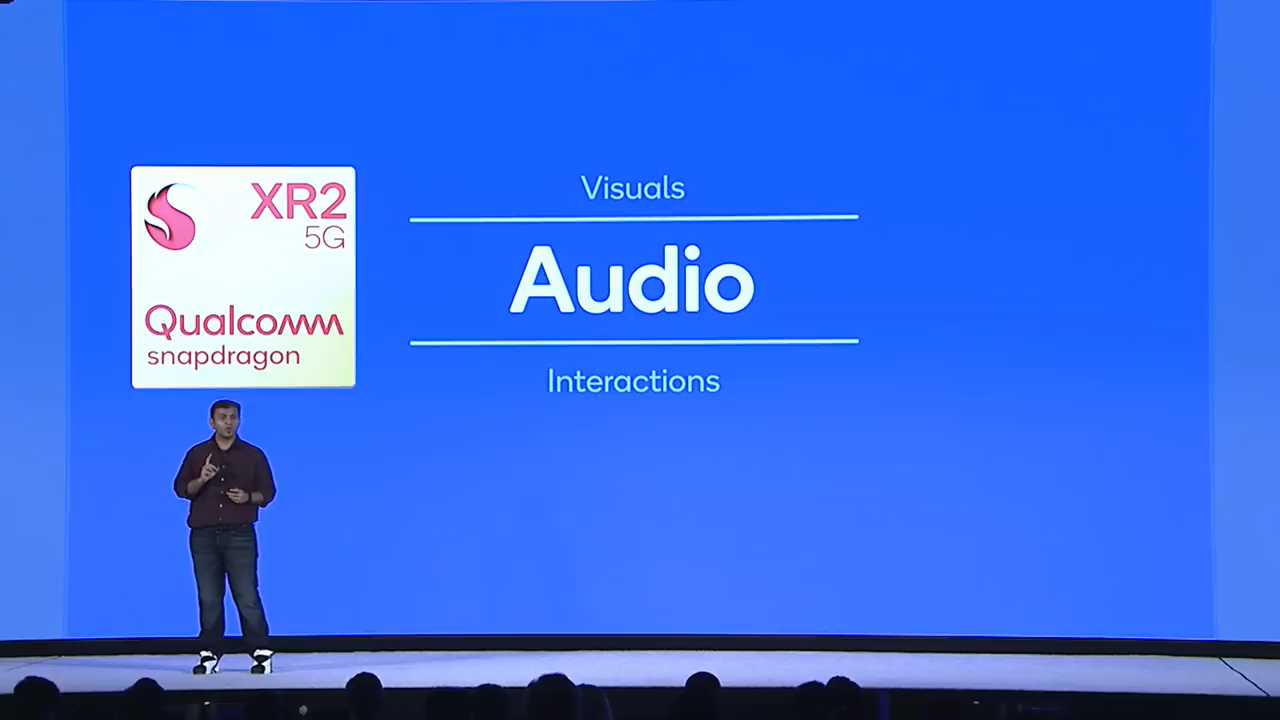 XR2
5G
Qualcomm
snapdragon
Visuals
Audio
Interactions